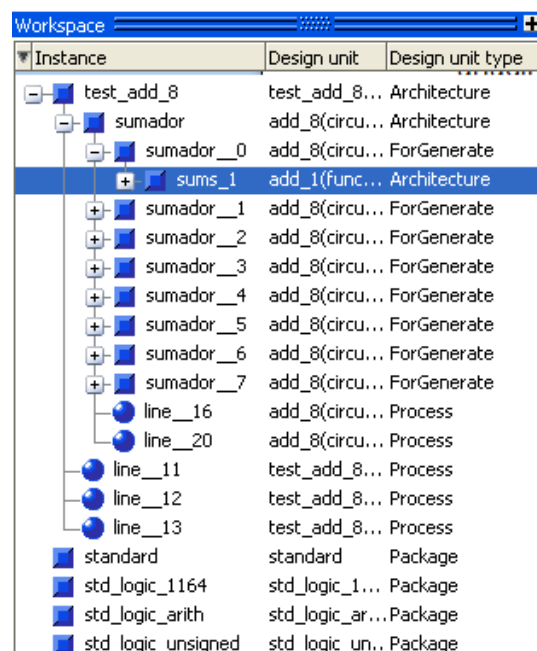 Workspace
Instance Design unit Design unit type
test_add_8 test_add_8... Architecture
sumador add_8(circu... Architecture
sumador__0 add_8(circu... ForGenerate
sums_1 add_1(func... Architecture
sumador__1 add_8(circu... ForGenerate
sumador__2 add_8(circu... ForGenerate
sumador__3 add_8(circu... ForGenerate
sumador__4 add_8(circu... ForGenerate
sumador__5 add_8(circu... ForGenerate
sumador__6 add_8(circu... ForGenerate
sumador__7 add_8(circu... ForGenerate
line__16 add_8(circu... Process
line__20 add_8(circu... Process
line__11 test_add_8... Process
line__12 test_add_8... Process
line__13 test_add_8... Process
standard standard Package
std_logic_1164 std_logic_1... Package
std_logic_arith std_logic_ar... Package
std_logic_unsigned std_logic_un.. Package